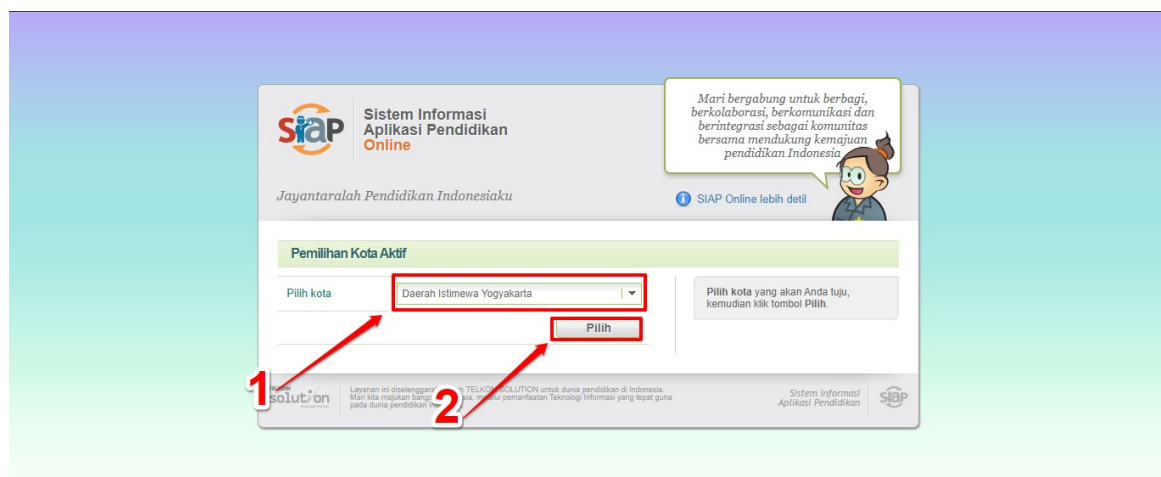 SiAP
Sistem Informasi
Aplikasi Pendidikan
Online
Mari bergabung untuk berbagi,
berkolaborasi, berkomunikasi dan
berintegrasi sebagai komunitas
bersama mendukung kemajuan
pendidikan Indonesia
Jayantaralah Pendidikan Indonesiaku
SIAP Online lebih detil
Pemilihan Kota Aktif
Pilih kota
Daerah Istimewa Yogyakarta
Pilih kota yang akan Anda tuju,
kemudian klik tombol Pilih.
Pilih
1
2
solution
Layanan ini TELKOM SOLUTION untuk dunia pendidikan di Indonesia.
Mari kita majukan melalui pemanfaatan Teknologi Informasi yang tepat guna
pada dunia pendidikan
Sistem Informasi
Aplikasi Pendidikan
SiAP